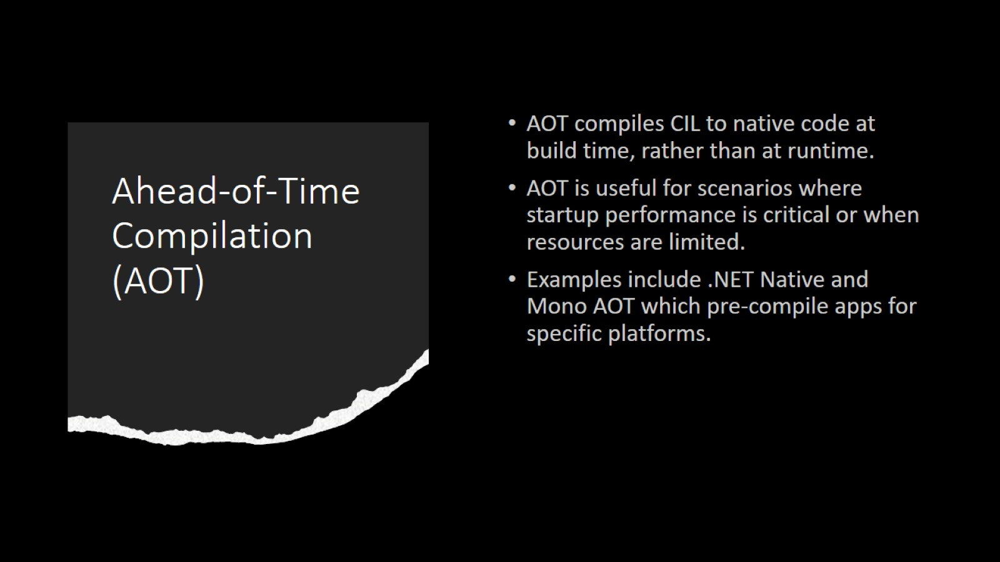 Ahead-of-Time
Compilation
(AOT)
• AOT compiles CIL to native code at
build time, rather than at runtime.
• AOT is useful for scenarios where
startup performance is critical or when
resources are limited.
• Examples include .NET Native and
Mono AOT which pre-compile apps for
specific platforms.